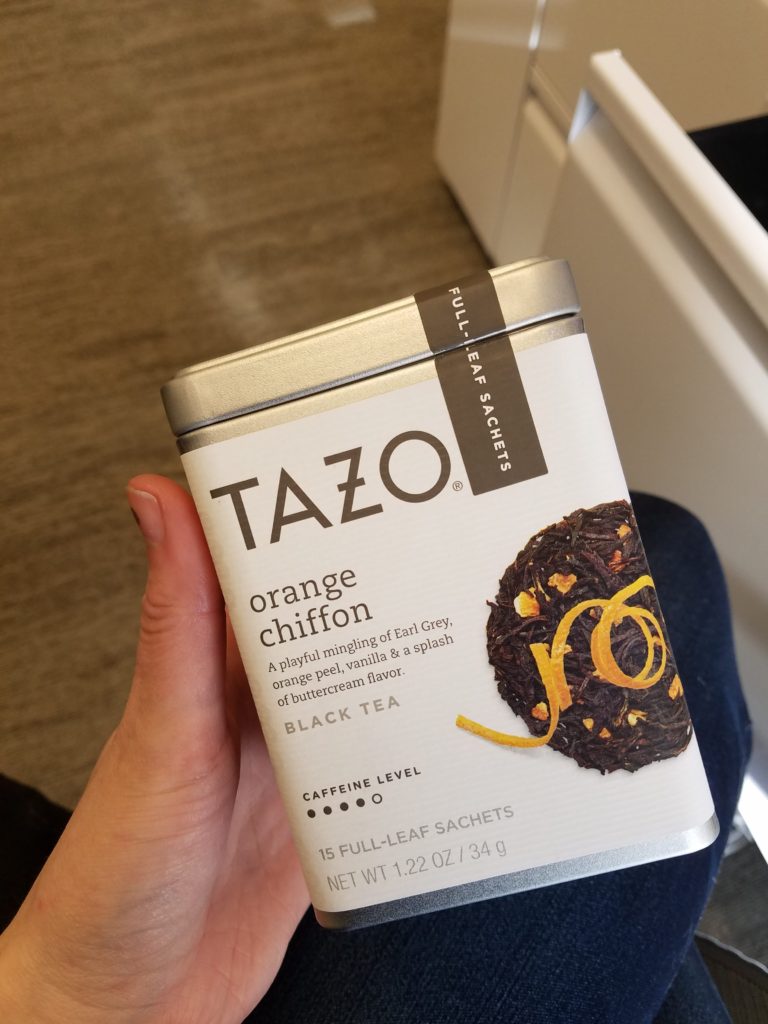 FULL-LEAF SACHETS
TAZO®
orange
chiffon
A playful mingling of Earl Grey,
orange peel, vanilla & a splash
of buttercream flavor.
BLACK TEA
CAFFEINE LEVEL
15 FULL-LEAF SACHETS
NET WT 1.22 OZ / 34 g